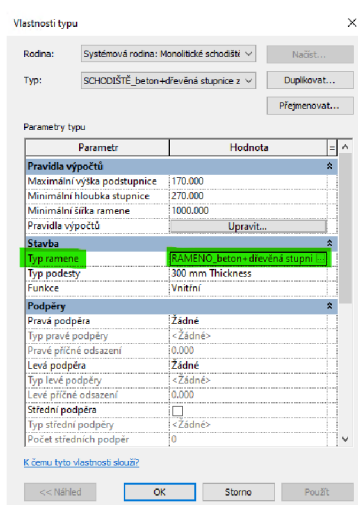 Vlastnosti typu
Rodina: Systémová rodina: Monolitické schodiště Načíst...
Typ: SCHODIŠTĚ_beton+dřevěná stupnice z Duplikovat...
Přejmenovat...
Parametry typu
Parametr Hodnota =
Pravidla výpočtů
Maximální výška podstupnice 170.000
Minimální hloubka stupnice 270.000
Minimální šířka ramene 1000.000
Pravidla výpočtů Upravit...
Stavba
Typ ramene RAMENO_beton+dřevěná stupni
Typ podesty 300 mm Thickness
Funkce Vnitřní
Podpěry
Pravá podpěra Žádné
Typ pravé podpěry <Žádné>
Pravé příčné odsazení 0.000
Levá podpěra Žádné
Typ levé podpěry <Žádné>
Levé příčné odsazení 0.000
Střední podpěra
Typ střední podpěry <Žádné>
Počet středních podpěr 0
K čemu tyto vlastnosti slouží?
<< Náhled OK Storno Použít